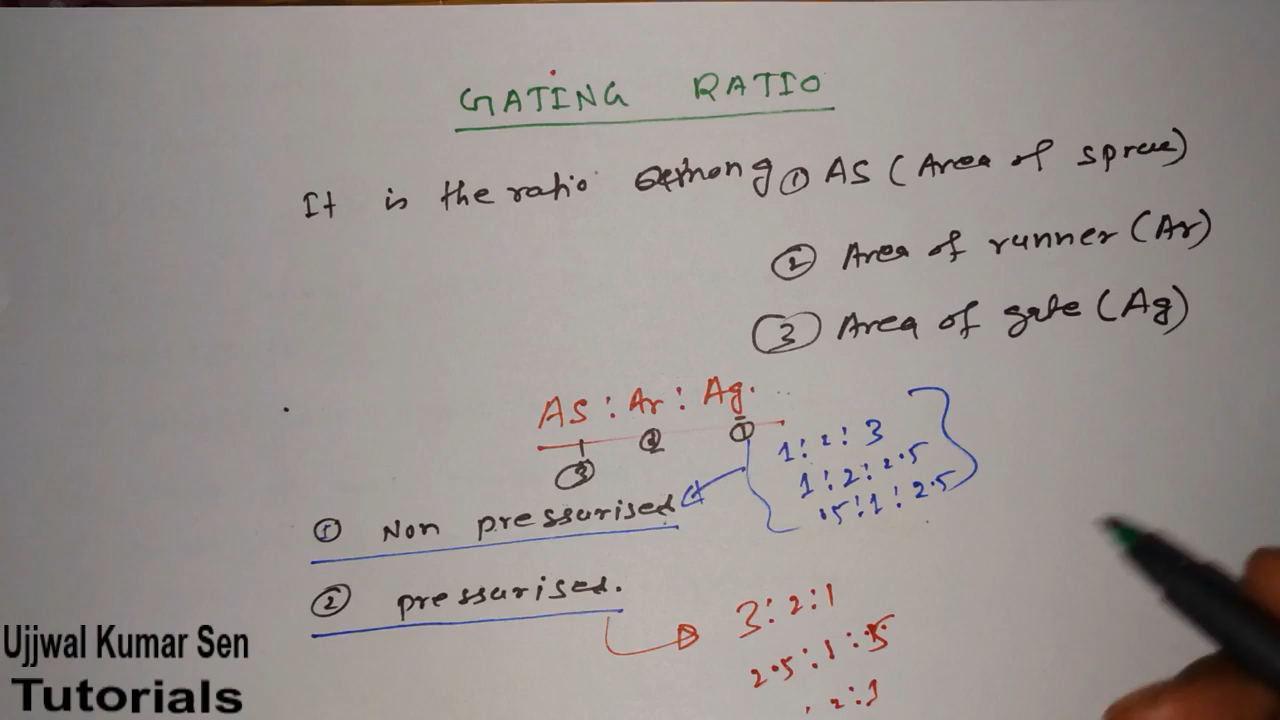 GATING RATIO
It is the ratio among ① AS (Area of sprue)
② Area of runner (Ar)
③ Area of gate (Ag)
AS : Ar : Ag.
③ ② ①
1 : 2 : 3
1 : 2 : 2.5
.5 : 1 : 2.5
① Non pressurised
② pressurised.
3 : 2 : 1
2.5 : 1 : .5
2 : 1
Ujjwal Kumar Sen
Tutorials